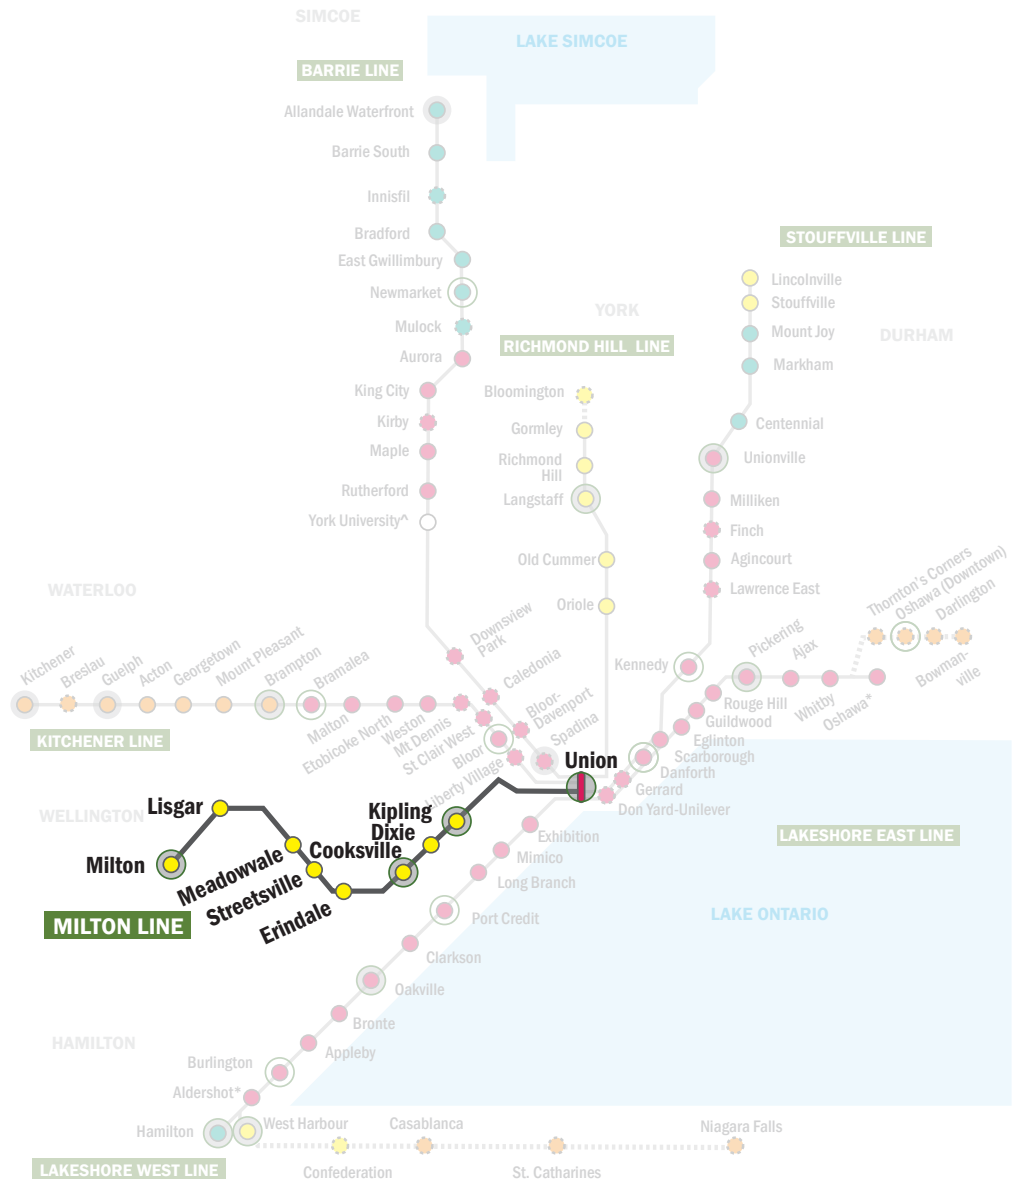 SIMCOE
LAKE SIMCOE
BARRIE LINE
Allandale Waterfront
Barrie South
Innisfil
Bradford
East Gwillimbury
Newmarket
Mulock
Aurora
King City
Kirby
Maple
Rutherford
York University^
STOUFFVILLE LINE
Lincolnville
Stouffville
Mount Joy
Markham
Centennial
Unionville
Milliken
Finch
Agincourt
Lawrence East
Kennedy
YORK
DURHAM
RICHMOND HILL LINE
Bloomington
Gormley
Richmond
Hill
Langstaff
Old Cummer
Oriole
WATERLOO
Kitchener
Breslau
Guelph
Acton
Georgetown
Mount Pleasant
Brampton
Bramalea
Malton
Etobicoke North
Weston
Mt Dennis
St Clair West
Bloor
Liberty Village
KITCHENER LINE
Downsview
Park
Caledonia
Bloor-
Davenport
Spadina
Union
Thornton's Corners
Oshawa (Downtown)
Darlington
Bowman-
ville
Pickering
Ajax
Whitby
Oshawa*
Rouge Hill
Guildwood
Eglinton
Scarborough
Danforth
Gerrard
Don Yard-Unilever
LAKESHORE EAST LINE
WELLINGTON
Lisgar
Milton
Meadowvale
Streetsville
Erindale
Cooksville
Dixie
Kipling
MILTON LINE
LAKE ONTARIO
Exhibition
Mimico
Long Branch
Port Credit
Clarkson
Oakville
Bronte
Appleby
Burlington
Aldershot*
HAMILTON
Hamilton
West Harbour
Casablanca
Niagara Falls
Confederation
St. Catharines
LAKESHORE WEST LINE